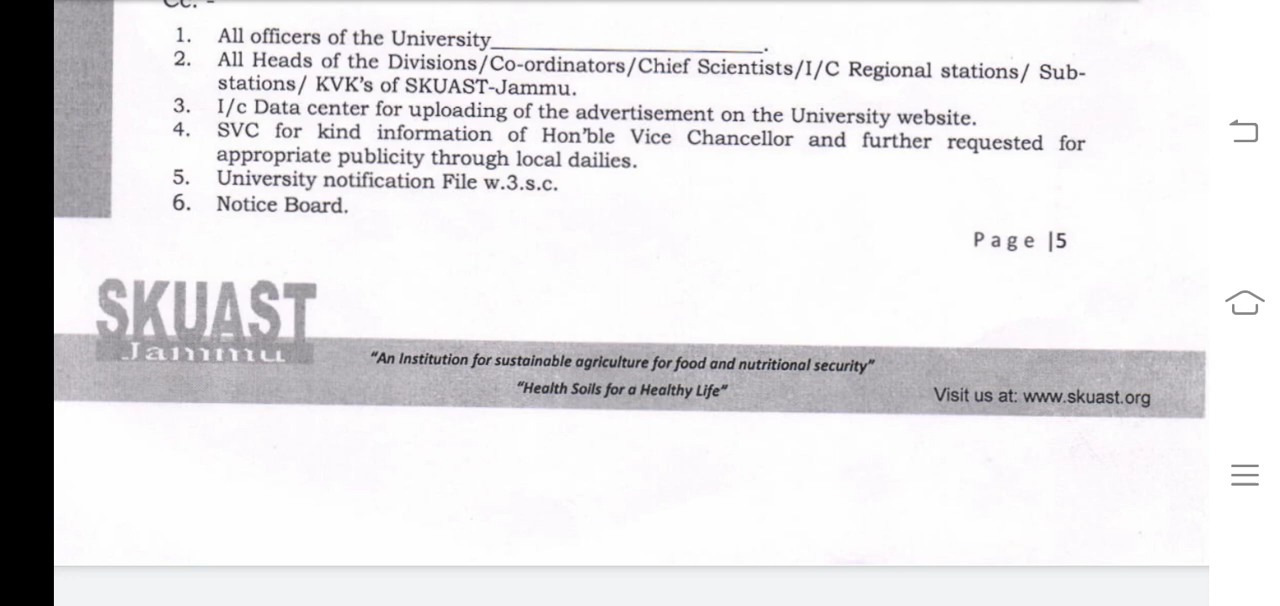 Cc. -
1. All officers of the University____________________.
2. All Heads of the Divisions/Co-ordinators/Chief Scientists/I/C Regional stations/ Sub-
stations/ KVK's of SKUAST-Jammu.
3. I/c Data center for uploading of the advertisement on the University website.
4. SVC for kind information of Hon'ble Vice Chancellor and further requested for
appropriate publicity through local dailies.
5. University notification File w.3.s.c.
6. Notice Board.
Page |5
SKUAST
Jammu
"An Institution for sustainable agriculture for food and nutritional security"
"Health Soils for a Healthy Life"
Visit us at: www.skuast.org